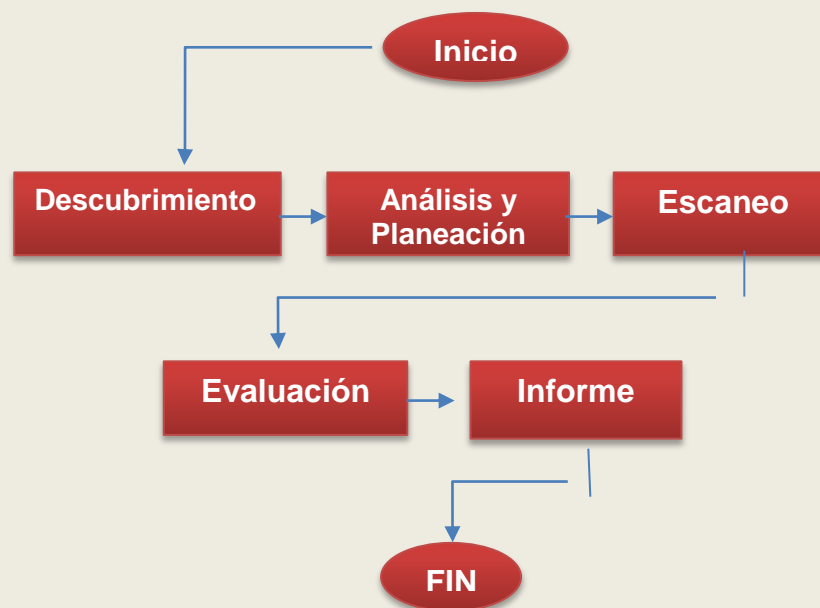 Inicio
Descubrimiento
Análisis y
Planeación
Escaneo
Evaluación
Informe
FIN